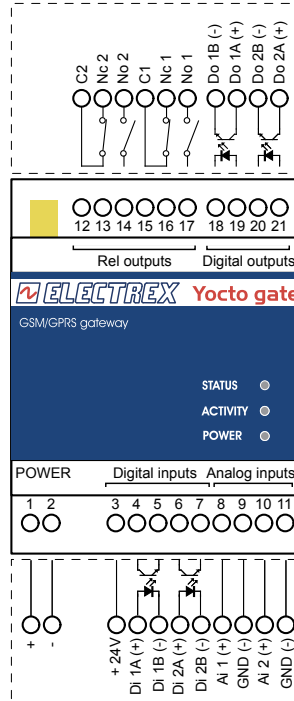 C2 Nc 2 No 2 C1 Nc 1 No 1 Do 1B (-) Do 1A (+) Do 2B (-) Do 2A (+)
12 13 14 15 16 17 18 19 20 21
Rel outputs Digital outputs
ELECTREX Yocto gate
GSM/GPRS gateway
STATUS
ACTIVITY
POWER
POWER Digital inputs Analog inputs
1 2 3 4 5 6 7 8 9 10 11
+ - + 24V Di 1A (+) Di 1B (-) Di 2A (+) Di 2B (-) Ai 1 (+) GND (-) Ai 2 (+) GND (-)